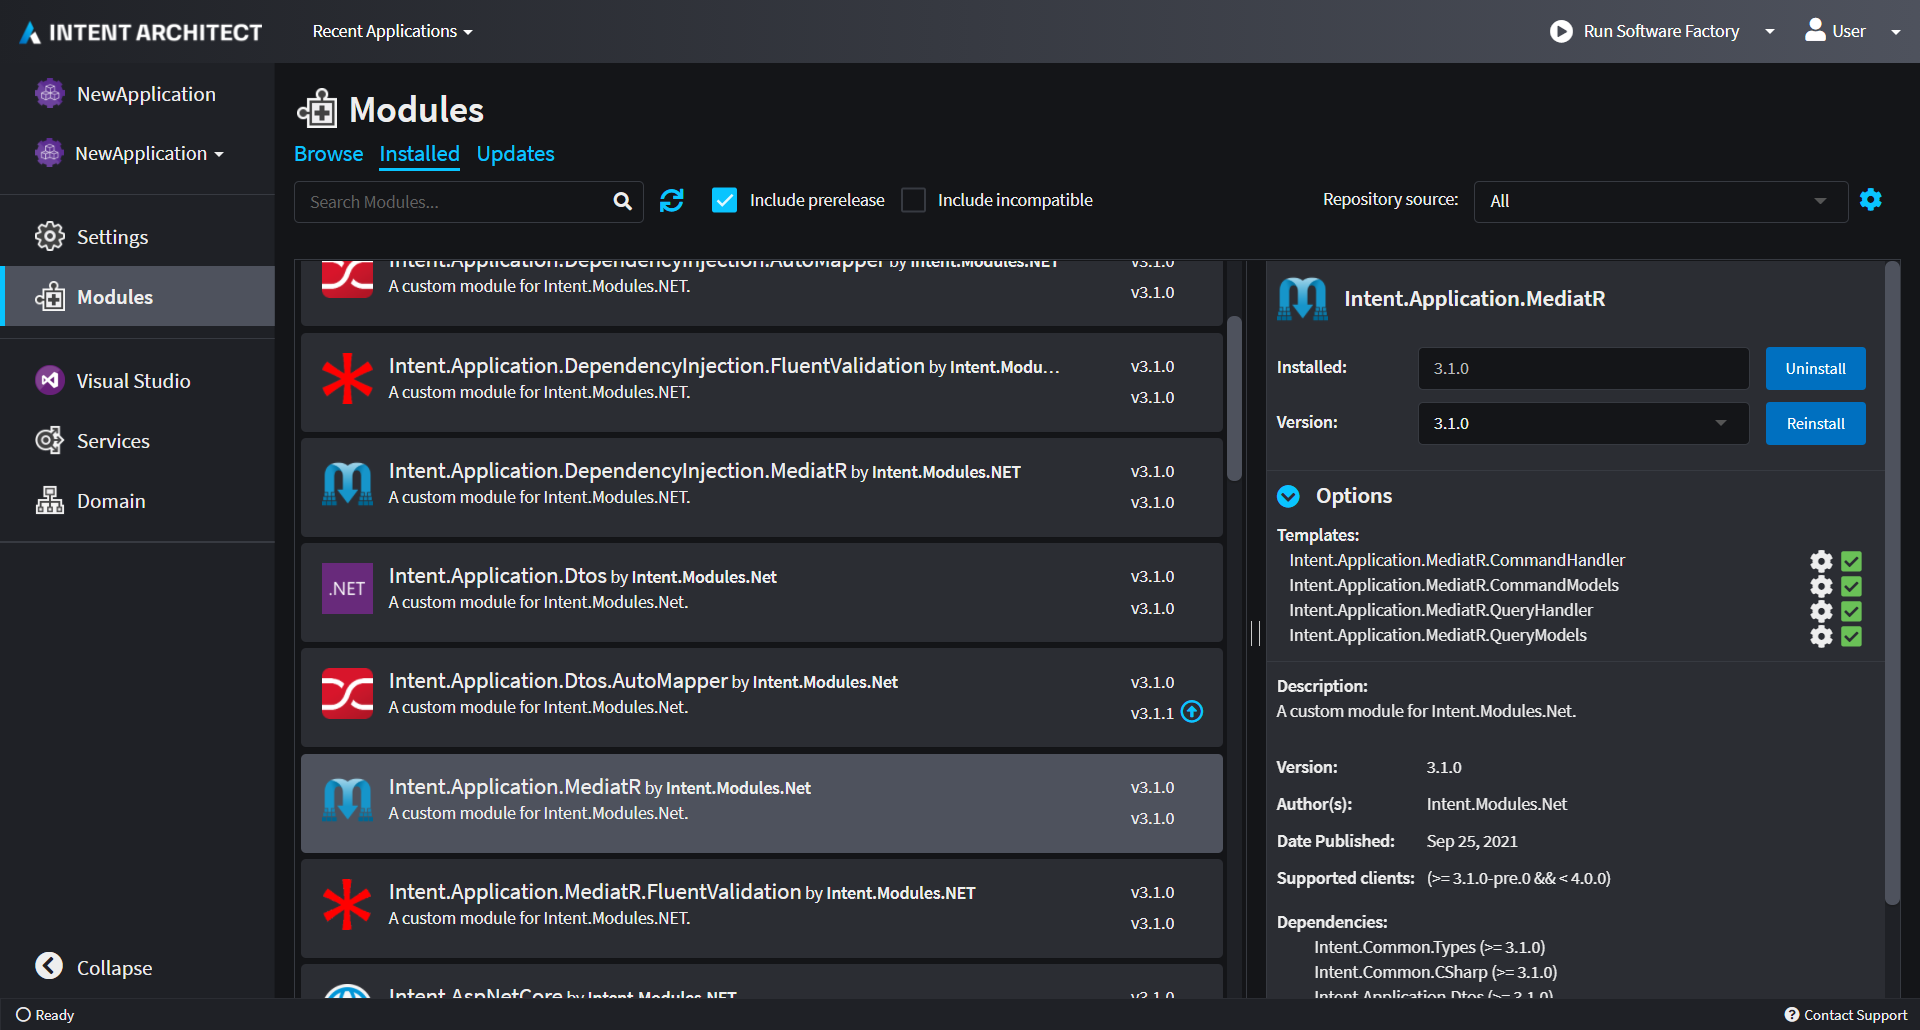 INTENT ARCHITECT
Recent Applications
Run Software Factory
User
NewApplication
NewApplication
Settings
Modules
Visual Studio
Services
Domain
Collapse
Modules
Browse Installed Updates
Search Modules...
Include prerelease
Include incompatible
Repository source:
All
Intent.Application.DependencyInjection.AutoMapper by Intent.Modules.NET
v3.1.0
A custom module for Intent.Modules.NET.
v3.1.0
Intent.Application.DependencyInjection.FluentValidation by Intent.Modu...
v3.1.0
A custom module for Intent.Modules.NET.
v3.1.0
Intent.Application.DependencyInjection.MediatR by Intent.Modules.NET
v3.1.0
A custom module for Intent.Modules.NET.
v3.1.0
.NET
Intent.Application.Dtos by Intent.Modules.Net
v3.1.0
A custom module for Intent.Modules.Net.
v3.1.0
Intent.Application.Dtos.AutoMapper by Intent.Modules.Net
v3.1.0
A custom module for Intent.Modules.Net.
v3.1.1
Intent.Application.MediatR by Intent.Modules.Net
v3.1.0
A custom module for Intent.Modules.Net.
v3.1.0
Intent.Application.MediatR.FluentValidation by Intent.Modules.NET
v3.1.0
A custom module for Intent.Modules.NET.
v3.1.0
Intent.AspNetCore by Intent.Modules.NET
v3.1.0
Intent.Application.MediatR
Installed:
3.1.0
Uninstall
Version:
3.1.0
Reinstall
Options
Templates:
Intent.Application.MediatR.CommandHandler
Intent.Application.MediatR.CommandModels
Intent.Application.MediatR.QueryHandler
Intent.Application.MediatR.QueryModels
Description:
A custom module for Intent.Modules.Net.
Version: 3.1.0
Author(s): Intent.Modules.Net
Date Published: Sep 25, 2021
Supported clients: (>= 3.1.0-pre.0 && < 4.0.0)
Dependencies:
Intent.Common.Types (>= 3.1.0)
Intent.Common.CSharp (>= 3.1.0)
Intent.Application.Dtos (>= 3.1.0)
Ready
Contact Support